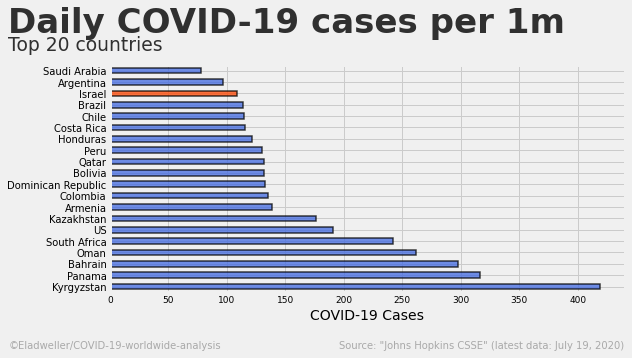 Daily COVID-19 cases per 1m
Top 20 countries
Saudi Arabia
Argentina
Israel
Brazil
Chile
Costa Rica
Honduras
Peru
Qatar
Bolivia
Dominican Republic
Colombia
Armenia
Kazakhstan
US
South Africa
Oman
Bahrain
Panama
Kyrgyzstan
0 50 100 150 200 250 300 350 400
COVID-19 Cases
©Eladweller/COVID-19-worldwide-analysis
Source: "Johns Hopkins CSSE" (latest data: July 19, 2020)